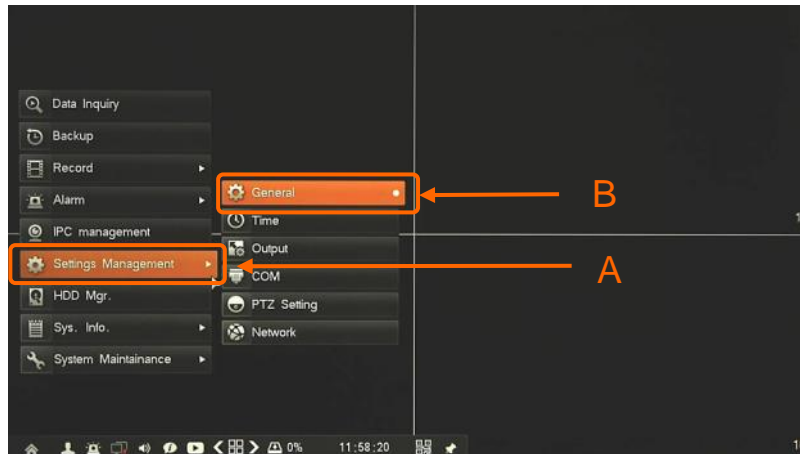 Data Inquiry
Backup
Record
Alarm
IPC management
Settings Management
HDD Mgr.
Sys. Info.
System Maintainance
General
Time
Output
COM
PTZ Setting
Network
B
A
0%
11:58:20